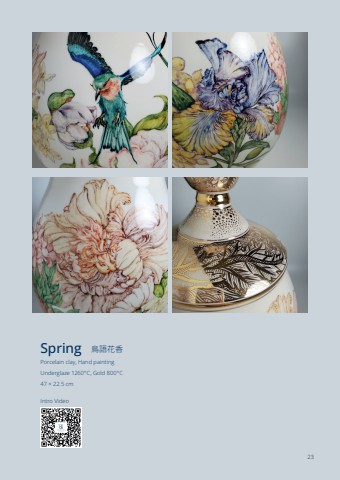 Spring 鳥語花香
Porcelain clay, Hand painting
Underglaze 1260°C, Gold 800°C
47 × 22.5 cm
Intro Video
23